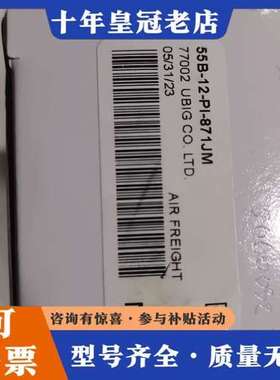 十年皇冠老店
55B-12-PI-871JM
77002 UBIG CO. LTD.
05/31/23
AIR FREIGHT
可
票
咨询有惊喜·参与补贴活动
型号齐全·质量无忧